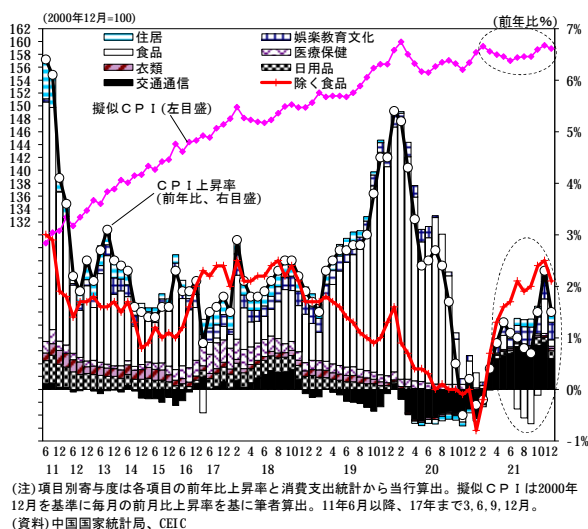 (2000年12月=100)
(前年比%)
住居
娯楽教育文化
食品
医療保健
衣類
日用品
交通通信
除く食品
擬似CPI(左目盛)
CPI上昇率
(前年比、右目盛)
162
160
158
156
154
152
150
148
146
144
142
140
138
136
134
132
7%
6%
5%
4%
3%
2%
1%
0%
-1%
6 12 6 12 6 12 6 12 6 12 3 9 2 4 6 8 10 12 2 4 6 8 10 12 2 4 6 8 10 12 2 4 6 8 10 12
11 12 13 14 15 16 17 18 19 20 21
(注)項目別寄与度は各項目の前年比上昇率と消費支出統計から当行算出。擬似CPIは2000年
12月を基準に毎月の前月比上昇率を基に筆者算出。11年6月以降、17年まで3,6,9,12月。
(資料)中国国家統計局、CEIC